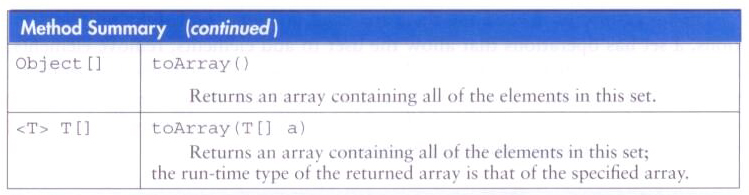 Method Summary (continued)
Object[] toArray()
Returns an array containing all of the elements in this set.
<T> T[] toArray(T[] a)
Returns an array containing all of the elements in this set;
the run-time type of the returned array is that of the specified array.